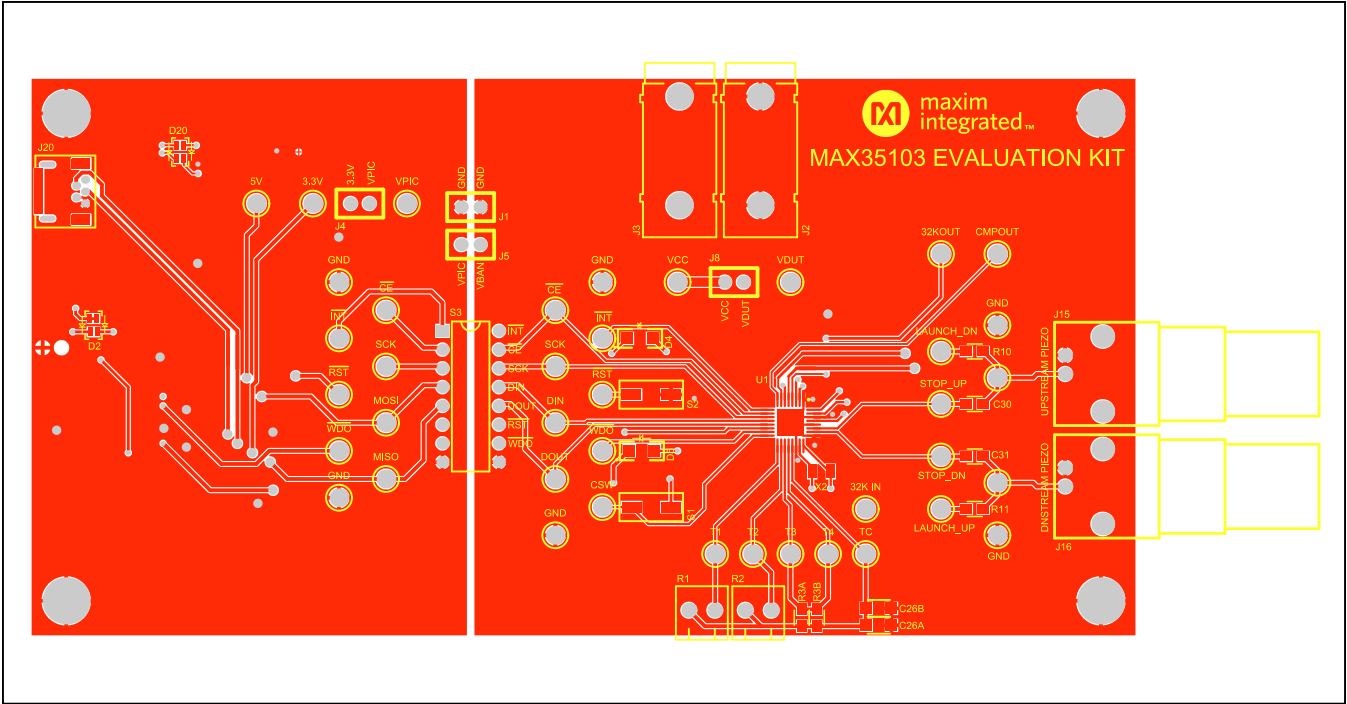 maxim
integrated™
MAX35103 EVALUATION KIT
D20
J20
5V
3.3V
3.3V
VPIC
VPIC
J4
GND
GND
J1
J5
VPIC
VBAN
J3
J2
GND
CE
INT
SCK
RST
MOSI
WDO
MISO
GND
D2
S3
INT
CE
SCK
DIN
DOUT
RST
WDO
CE
SCK
DIN
DOUT
GND
GND
INT
D4
RST
S2
WDO
CSW
S1
VCC
J8
VDUT
VCC
VDUT
32KOUT
CMPOUT
GND
LAUNCH_DN
R10
STOP_UP
C30
C31
STOP_DN
R11
LAUNCH_UP
GND
UPSTREAM PIEZO
J15
DNSTREAM PIEZO
J16
U1
X2
32K IN
T1
T2
T3
T4
TC
R1
R2
R3A
R3B
C26B
C26A